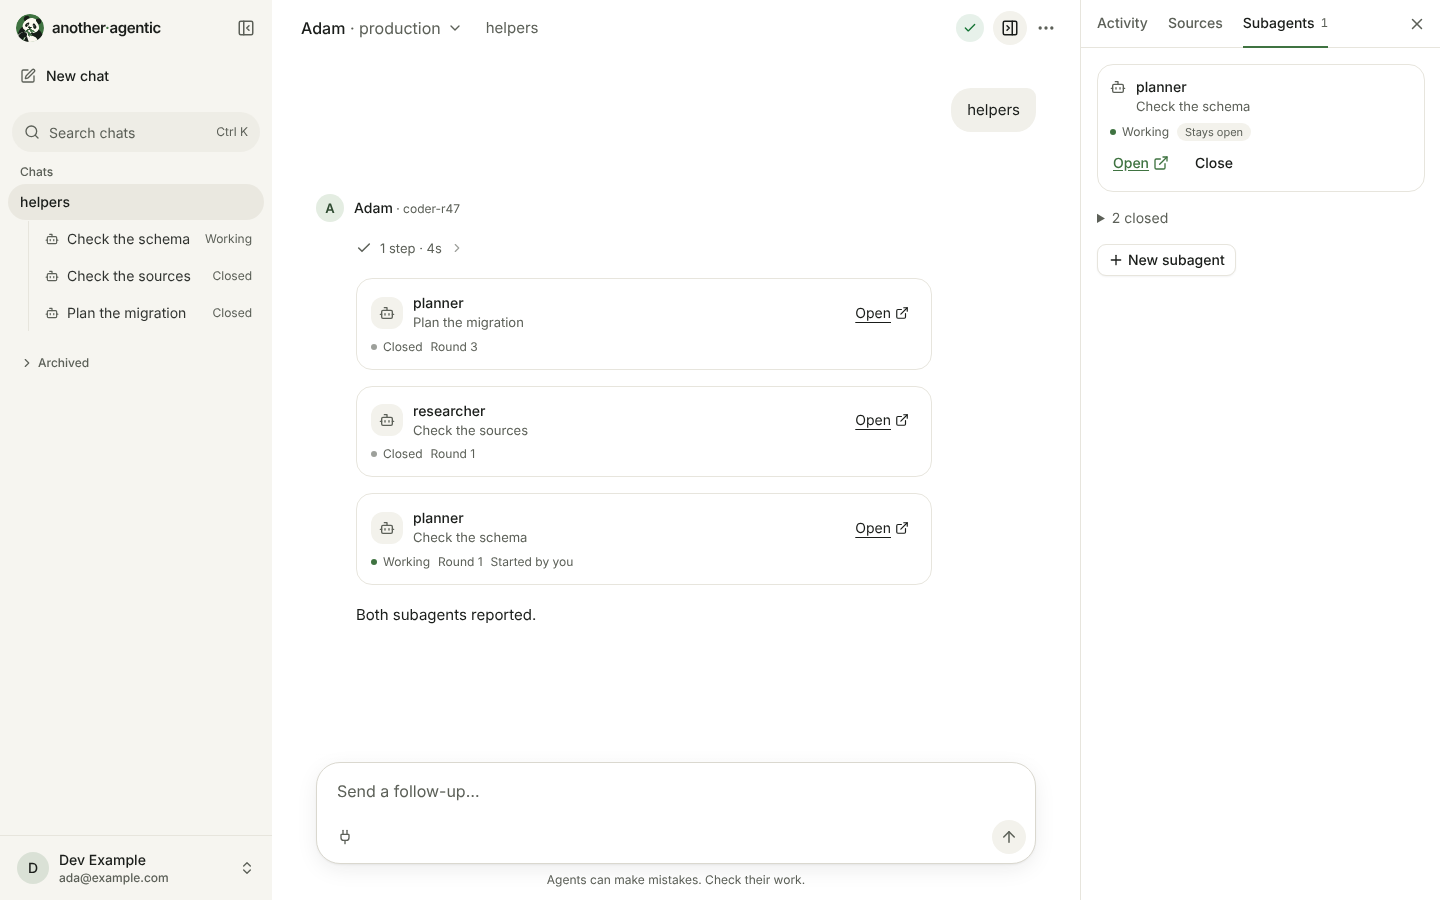 another·agentic
New chat
Search chats Ctrl K
Chats
helpers
Check the schema Working
Check the sources Closed
Plan the migration Closed
Archived
Dev Example
ada@example.com
D
Adam · production helpers
helpers
A Adam · coder-r47
1 step · 4s
planner
Plan the migration
Open
Closed Round 3
researcher
Check the sources
Open
Closed Round 1
planner
Check the schema
Open
Working Round 1 Started by you
Both subagents reported.
Send a follow-up...
Agents can make mistakes. Check their work.
Activity Sources Subagents 1
planner
Check the schema
Working Stays open
Open Close
2 closed
New subagent